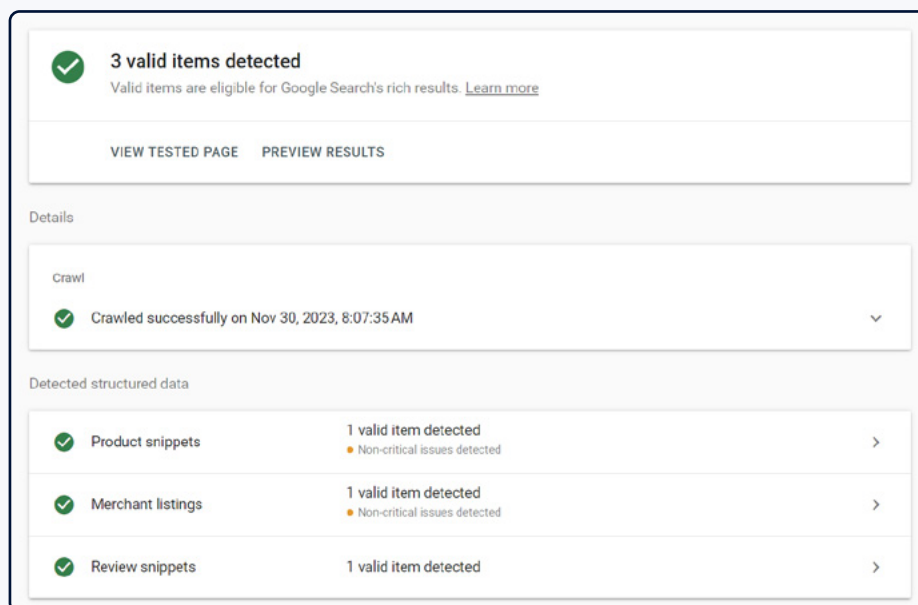 3 valid items detected
Valid items are eligible for Google Search's rich results. Learn more
VIEW TESTED PAGE PREVIEW RESULTS
Details
Crawl
Crawled successfully on Nov 30, 2023, 8:07:35 AM
Detected structured data
Product snippets
1 valid item detected
Non-critical issues detected
Merchant listings
1 valid item detected
Non-critical issues detected
Review snippets
1 valid item detected